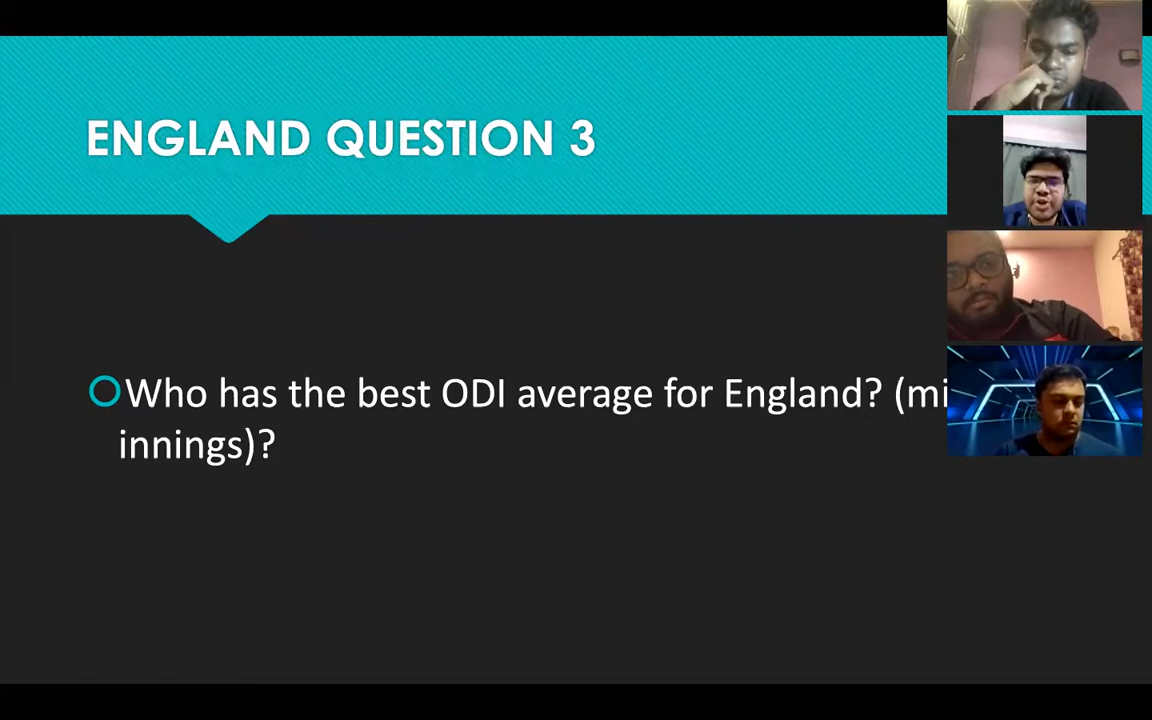 ENGLAND QUESTION 3
Who has the best ODI average for England? (mi
innings)?